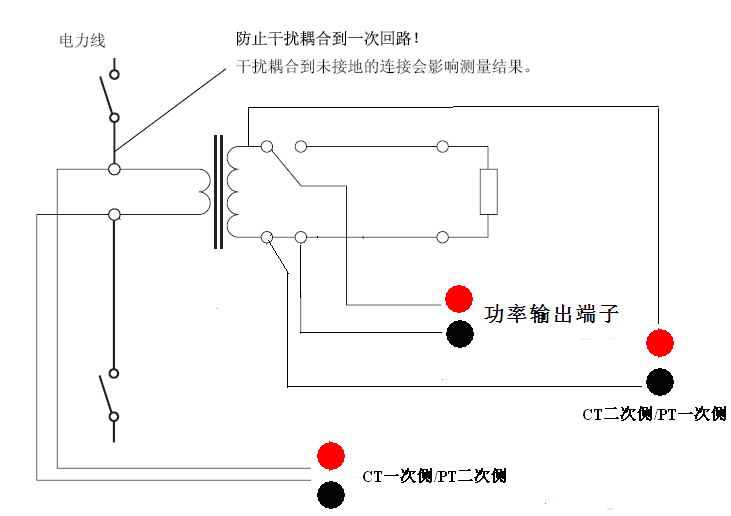 防止干扰耦合到一次回路！
电力线
干扰耦合到未接地的连接会影响测量结果。
功率输出端子
CT二次侧/PT一次侧
CT一次侧/PT二次侧